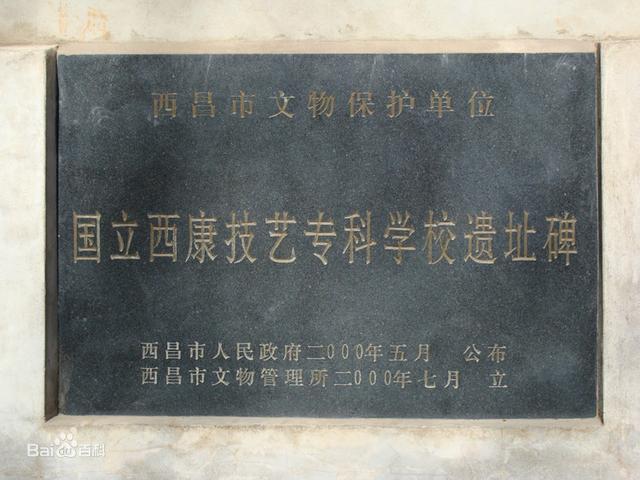 西昌市文物保护单位
国立西康技艺专科学校遗址碑
西昌市人民政府二000年五月 公布
西昌市文物管理所二000年七月 立
Bai百科